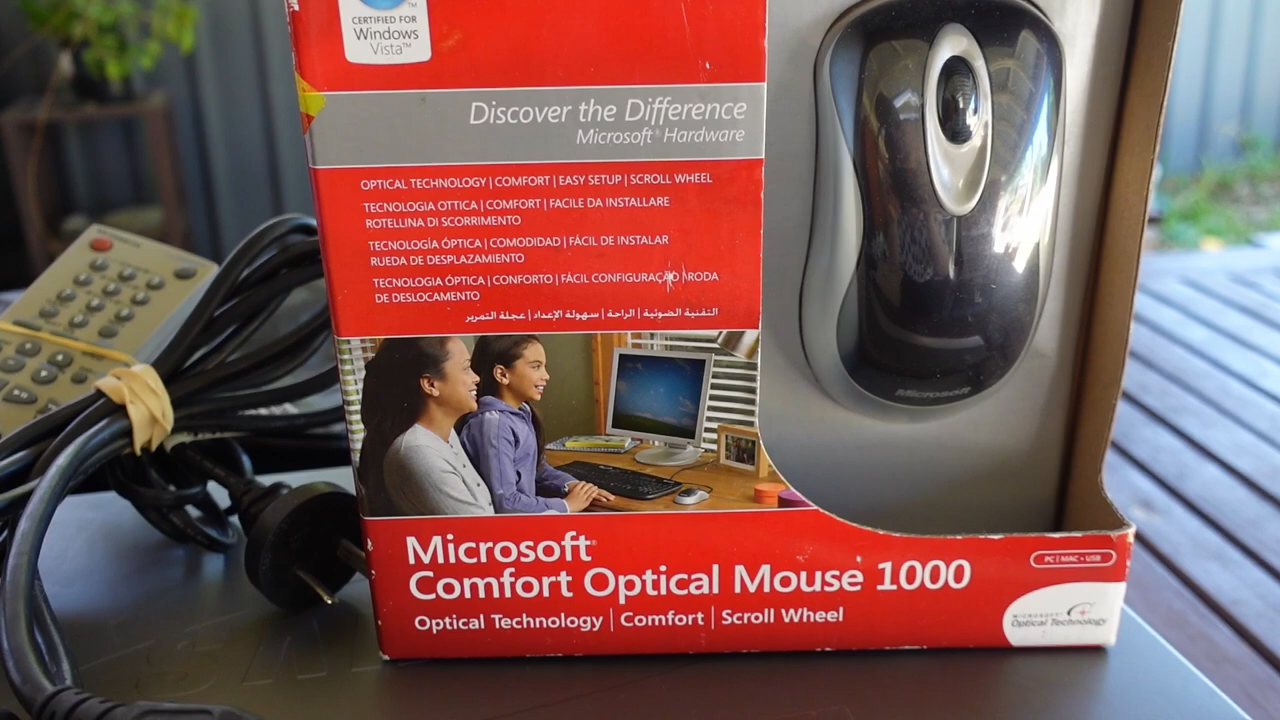 CERTIFIED FOR
Windows
Vista™
Discover the Difference
Microsoft® Hardware
OPTICAL TECHNOLOGY | COMFORT | EASY SETUP | SCROLL WHEEL
TECNOLOGIA OTTICA | COMFORT | FACILE DA INSTALLARE
ROTELLINA DI SCORRIMENTO
TECNOLOGÍA ÓPTICA | COMODIDAD | FÁCIL DE INSTALAR
RUEDA DE DESPLAZAMIENTO
TECNOLOGIA ÓPTICA | CONFORTO | FÁCIL CONFIGURAÇÃO | RODA
DE DESLOCAMENTO
التقنية الضوئية | الراحة | سهولة الإعداد | عجلة التمرير
Microsoft
Microsoft®
Comfort Optical Mouse 1000
Optical Technology | Comfort | Scroll Wheel
PC | MAC • USB
MICROSOFT®
Optical Technology